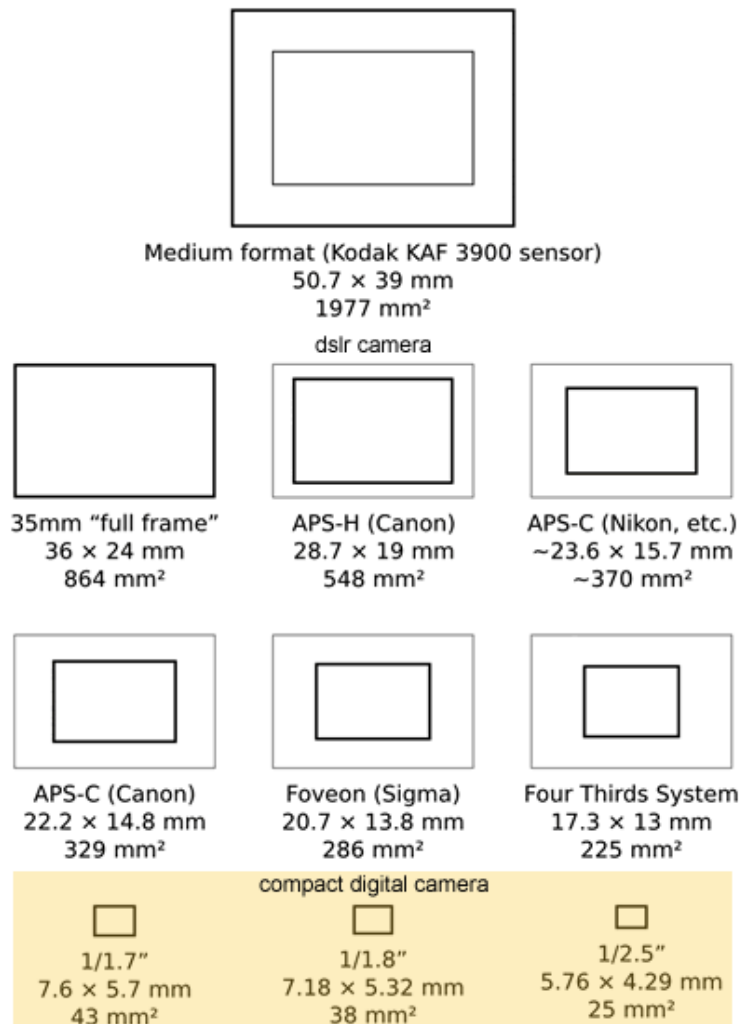 Medium format (Kodak KAF 3900 sensor)
50.7 × 39 mm
1977 mm²
dslr camera
35mm “full frame”
36 × 24 mm
864 mm²
APS-H (Canon)
28.7 × 19 mm
548 mm²
APS-C (Nikon, etc.)
~23.6 × 15.7 mm
~370 mm²
APS-C (Canon)
22.2 × 14.8 mm
329 mm²
Foveon (Sigma)
20.7 × 13.8 mm
286 mm²
Four Thirds System
17.3 × 13 mm
225 mm²
compact digital camera
1/1.7”
7.6 × 5.7 mm
43 mm²
1/1.8”
7.18 × 5.32 mm
38 mm²
1/2.5”
5.76 × 4.29 mm
25 mm²